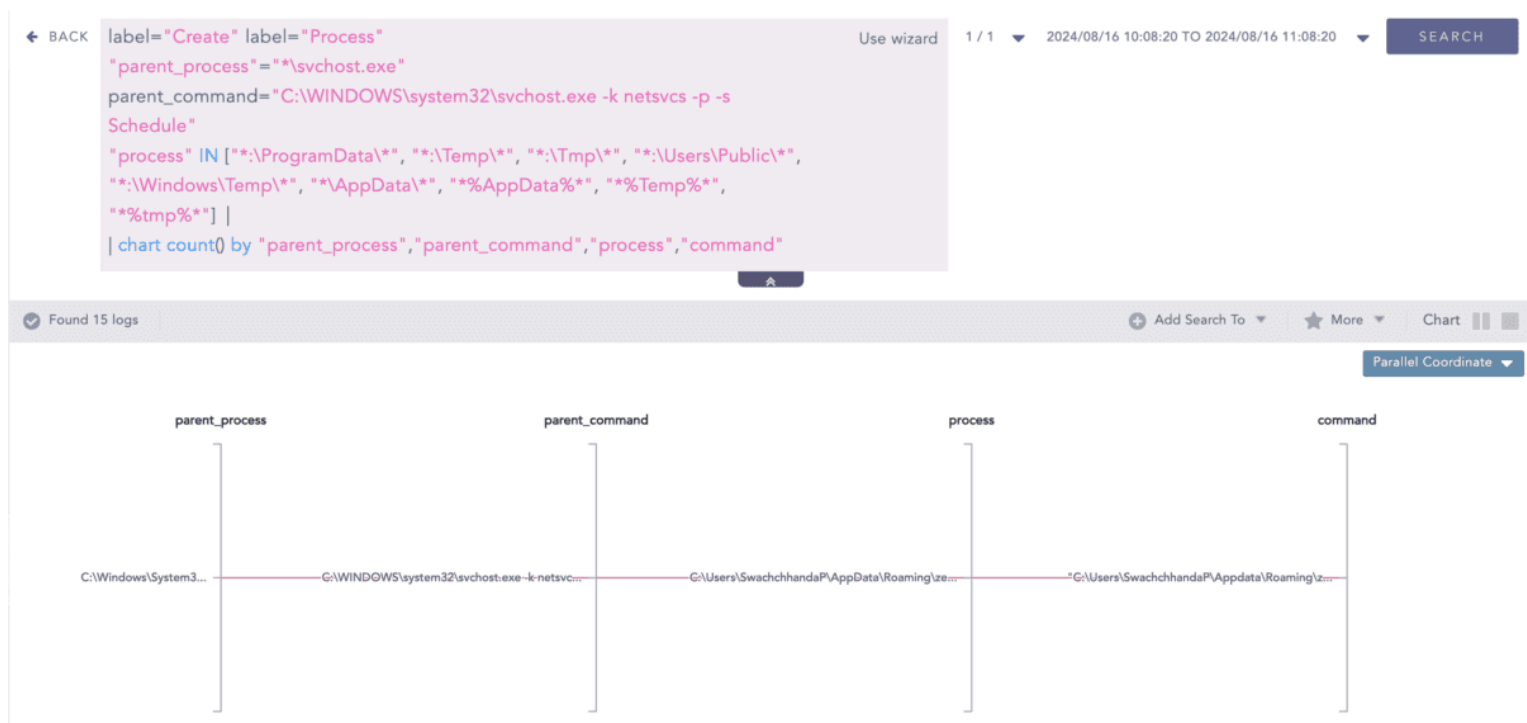 BACK
label="Create" label="Process"
Use wizard
1 / 1
2024/08/16 10:08:20 TO 2024/08/16 11:08:20
SEARCH
"parent_process"="*\svchost.exe"
parent_command="C:\WINDOWS\system32\svchost.exe -k netsvcs -p -s
Schedule"
"process" IN ["*:\ProgramData\*", "*:\Temp\*", "*:\Tmp\*", "*:\Users\Public\*",
"*:\Windows\Temp\*", "*\AppData\*", "*%AppData%*", "*%Temp%*",
"*%tmp%*"] |
| chart count() by "parent_process","parent_command","process","command"
Found 15 logs
Add Search To
More
Chart
Parallel Coordinate
parent_process
parent_command
process
command
C:\Windows\System3...
C:\WINDOWS\system32\svchost.exe -k netsvc...
C:\Users\SwachchhandaP\AppData\Roaming\ze...
"C:\Users\SwachchhandaP\Appdata\Roaming\z...